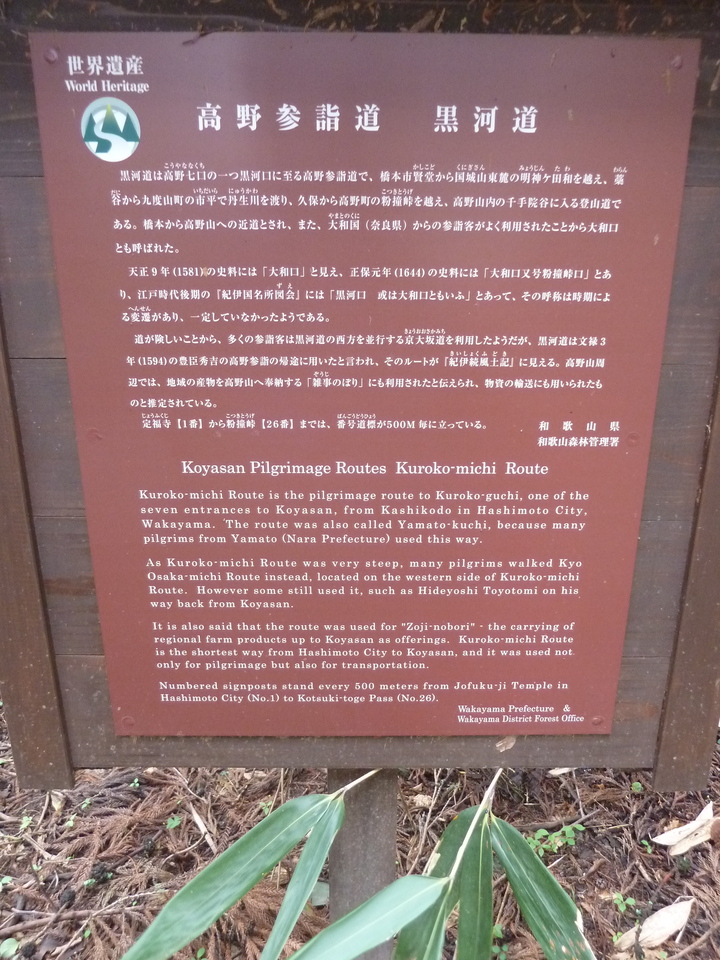 世界遺産
World Heritage
高野参詣道　黒河道
黒河道は高野七口の一つ黒河口に至る高野参詣道で、橋本市賢堂から国城山東麓の明神ケ田和を越え、藁
谷から九度山町の市平で丹生川を渡り、久保から高野町の粉撞峠を越え、高野山内の千手院谷に入る登山道で
ある。橋本から高野山への近道とされ、また、大和国（奈良県）からの参詣客がよく利用されたことから大和口
とも呼ばれた。
天正9年(1581)の史料には「大和口」と見え、正保元年(1644)の史料には「大和口又号粉撞峠口」とあ
り、江戸時代後期の『紀伊国名所図会』には「黒河口　或は大和口ともいふ」とあって、その呼称は時期によ
る変遷があり、一定していなかったようである。
道が険しいことから、多くの参詣客は黒河道の西方を並行する京大坂道を利用したようだが、黒河道は文禄3
年(1594)の豊臣秀吉の高野参詣の帰途に用いたと言われ、そのルートが『紀伊続風土記』に見える。高野山周
辺では、地域の産物を高野山へ奉納する「雑事のぼり」にも利用されたと伝えられ、物資の輸送にも用いられたも
のと推定されている。
定福寺【1番】から粉撞峠【26番】までは、番号道標が500M毎に立っている。
和歌山県
和歌山森林管理署
Koyasan Pilgrimage Routes Kuroko-michi Route
Kuroko-michi Route is the pilgrimage route to Kuroko-guchi, one of the
seven entrances to Koyasan, from Kashikodo in Hashimoto City,
Wakayama. The route was also called Yamato-kuchi, because many
pilgrims from Yamato (Nara Prefecture) used this way.
As Kuroko-michi Route was very steep, many pilgrims walked Kyo
Osaka-michi Route instead, located on the western side of Kuroko-michi
Route. However some still used it, such as Hideyoshi Toyotomi on his
way back from Koyasan.
It is also said that the route was used for "Zoji-nobori" - the carrying of
regional farm products up to Koyasan as offerings. Kuroko-michi Route
is the shortest way from Hashimoto City to Koyasan, and it was used not
only for pilgrimage but also for transportation.
Numbered signposts stand every 500 meters from Jofuku-ji Temple in
Hashimoto City (No.1) to Kotsuki-toge Pass (No.26).
Wakayama Prefecture &
Wakayama District Forest Office